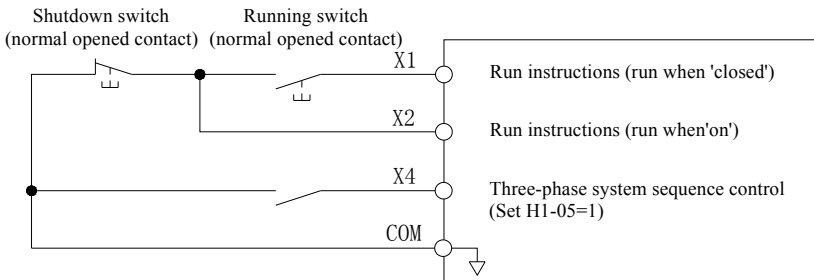 Shutdown switch
(normal opened contact)
Running switch
(normal opened contact)
X1
Run instructions (run when 'closed')
X2
Run instructions (run when'on')
X4
Three-phase system sequence control
(Set H1-05=1)
COM